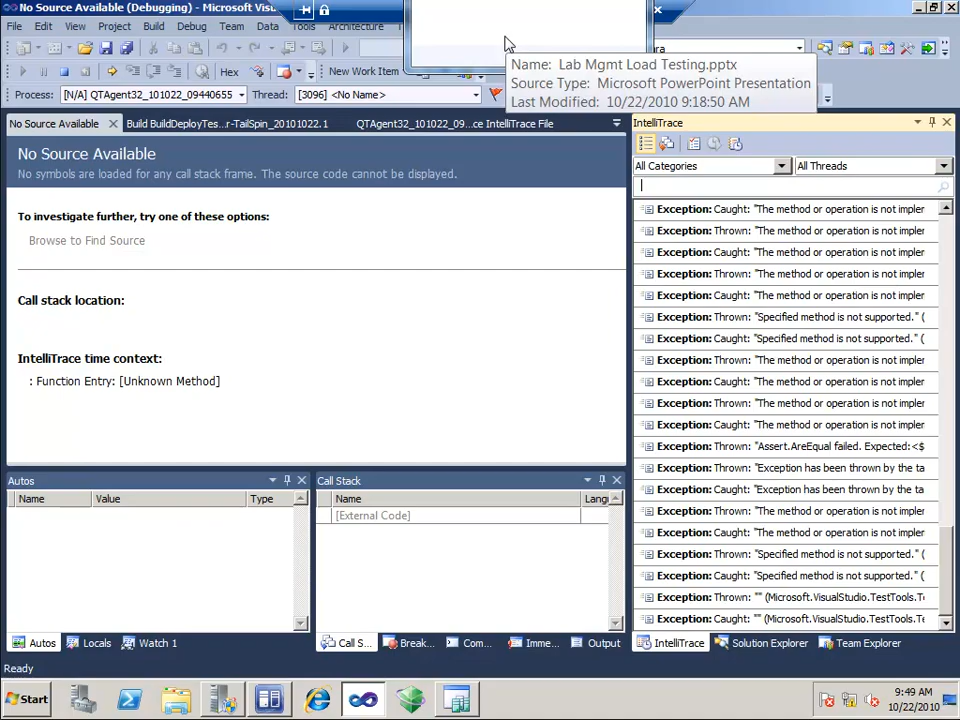 No Source Available (Debugging) - Microsoft Visu
File Edit View Project Build Debug Team Data Tools Architecture
Hex New Work Item
Process: [N/A] QTAgent32_101022_09440655 Thread: [3096] <No Name>
Name: Lab Mgmt Load Testing.pptx
Source Type: Microsoft PowerPoint Presentation
Last Modified: 10/22/2010 9:18:50 AM
No Source Available Build BuildDeployTes...r-TailSpin_20101022.1 QTAgent32_101022_09...ce IntelliTrace File
IntelliTrace
No Source Available
No symbols are loaded for any call stack frame. The source code cannot be displayed.
To investigate further, try one of these options:
Browse to Find Source
Call stack location:
IntelliTrace time context:
: Function Entry: [Unknown Method]
All Categories All Threads
Exception: Caught: "The method or operation is not impler
Exception: Thrown: "The method or operation is not impler
Exception: Caught: "The method or operation is not impler
Exception: Thrown: "The method or operation is not impler
Exception: Caught: "The method or operation is not impler
Exception: Thrown: "Specified method is not supported." (
Exception: Caught: "Specified method is not supported." (
Exception: Thrown: "The method or operation is not impler
Exception: Caught: "The method or operation is not impler
Exception: Thrown: "The method or operation is not impler
Exception: Caught: "The method or operation is not impler
Exception: Thrown: "Assert.AreEqual failed. Expected:<$
Exception: Thrown: "Exception has been thrown by the ta
Exception: Caught: "Exception has been thrown by the ta
Exception: Thrown: "The method or operation is not impler
Exception: Caught: "The method or operation is not impler
Exception: Thrown: "Specified method is not supported." (
Exception: Caught: "Specified method is not supported." (
Exception: Thrown: "" (Microsoft.VisualStudio.TestTools.T
Exception: Caught: "" (Microsoft.VisualStudio.TestTools.Te
Autos
Name Value Type
Call Stack
Name Langu
[External Code]
Autos Locals Watch 1
Call S... Break... Com... Imme... Output
IntelliTrace Solution Explorer Team Explorer
Ready
Start
9:49 AM
10/22/2010